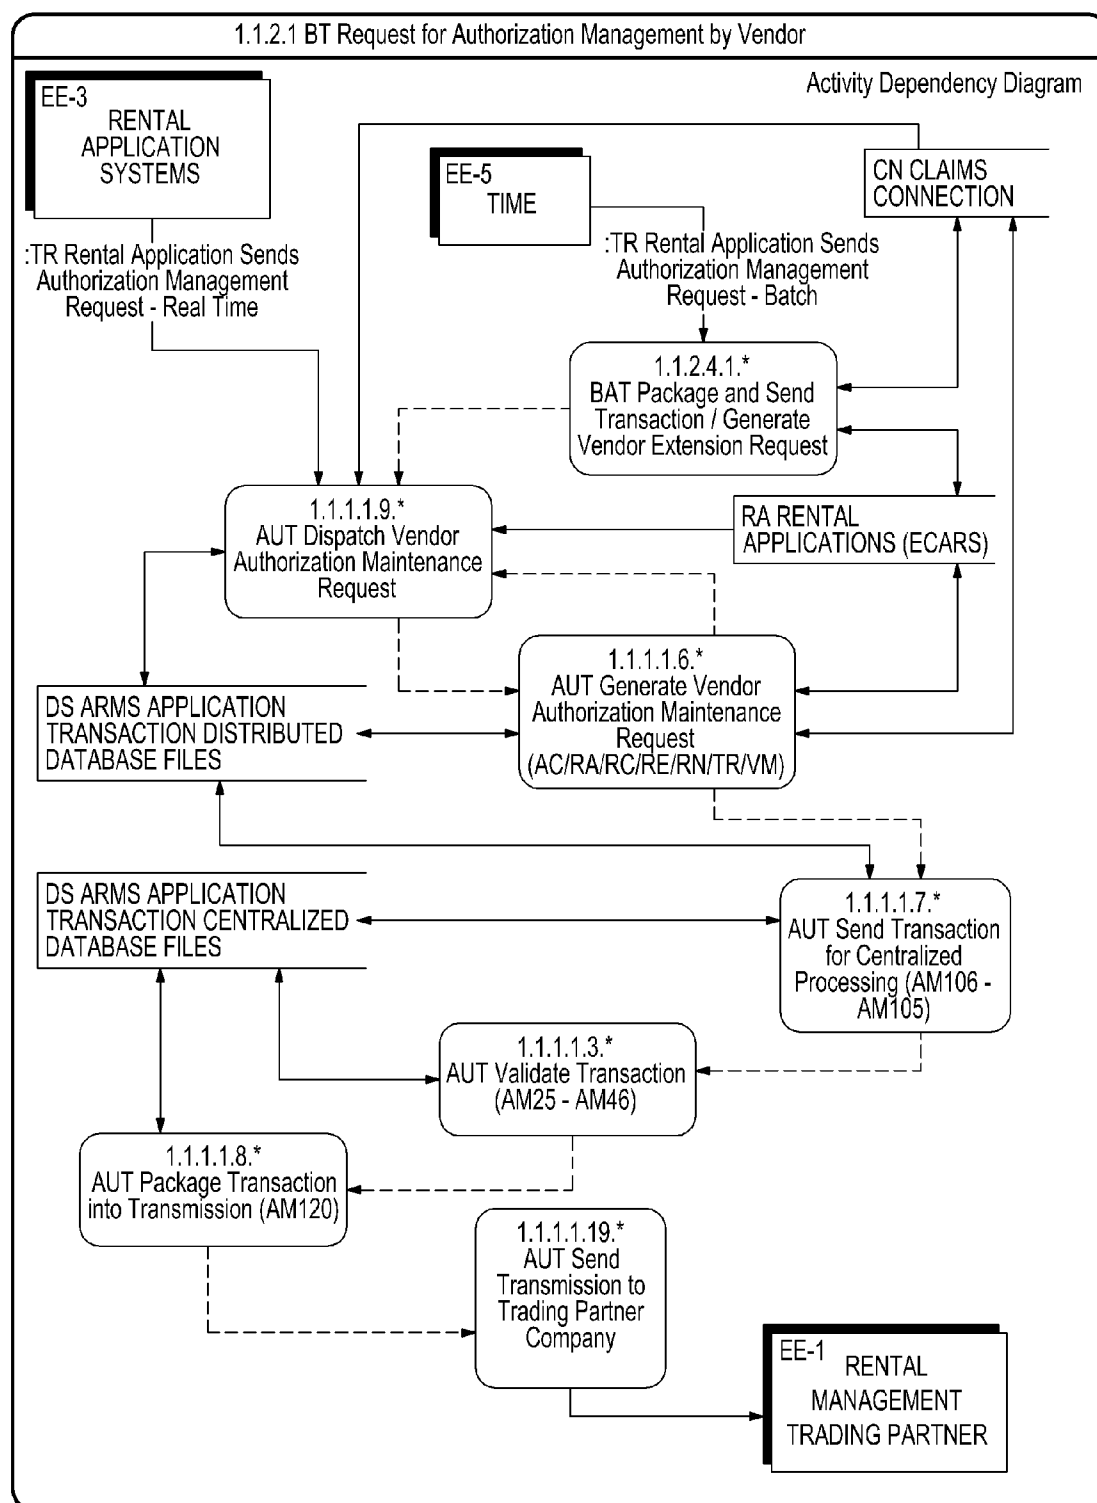 1.1.2.1 BT Request for Authorization Management by Vendor
Activity Dependency Diagram
EE-3
RENTAL
APPLICATION
SYSTEMS
EE-5
TIME
CN CLAIMS
CONNECTION
:TR Rental Application Sends
Authorization Management
Request - Real Time
:TR Rental Application Sends
Authorization Management
Request - Batch
1.1.2.4.1.*
BAT Package and Send
Transaction / Generate
Vendor Extension Request
1.1.1.1.9.*
AUT Dispatch Vendor
Authorization Maintenance
Request
RA RENTAL
APPLICATIONS (ECARS)
1.1.1.1.6.*
AUT Generate Vendor
Authorization Maintenance
Request
(AC/RA/RC/RE/RN/TR/VM)
DS ARMS APPLICATION
TRANSACTION DISTRIBUTED
DATABASE FILES
DS ARMS APPLICATION
TRANSACTION CENTRALIZED
DATABASE FILES
1.1.1.1.7.*
AUT Send Transaction
for Centralized
Processing (AM106 -
AM105)
1.1.1.1.3.*
AUT Validate Transaction
(AM25 - AM46)
1.1.1.1.8.*
AUT Package Transaction
into Transmission (AM120)
1.1.1.1.19.*
AUT Send
Transmission to
Trading Partner
Company
EE-1
RENTAL
MANAGEMENT
TRADING PARTNER